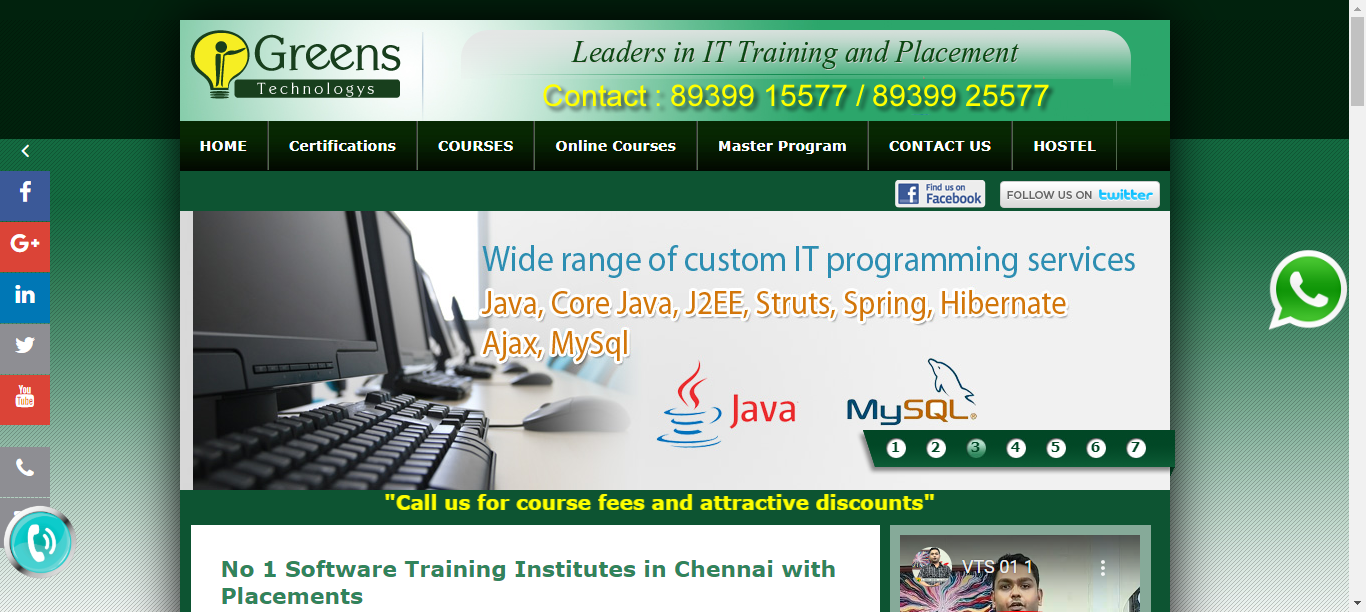 Greens
Technologys
Leaders in IT Training and Placement
Contact : 89399 15577 / 89399 25577
HOME Certifications COURSES Online Courses Master Program CONTACT US HOSTEL
Find us on
Facebook
FOLLOW US ON twitter
Wide range of custom IT programming services
Java, Core Java, J2EE, Struts, Spring, Hibernate
Ajax, MySql
Java
MySQL®
1 2 3 4 5 6 7
f
G+
in
You
Tube
"Call us for course fees and attractive discounts"
No 1 Software Training Institutes in Chennai with
Placements
VTS 01 1